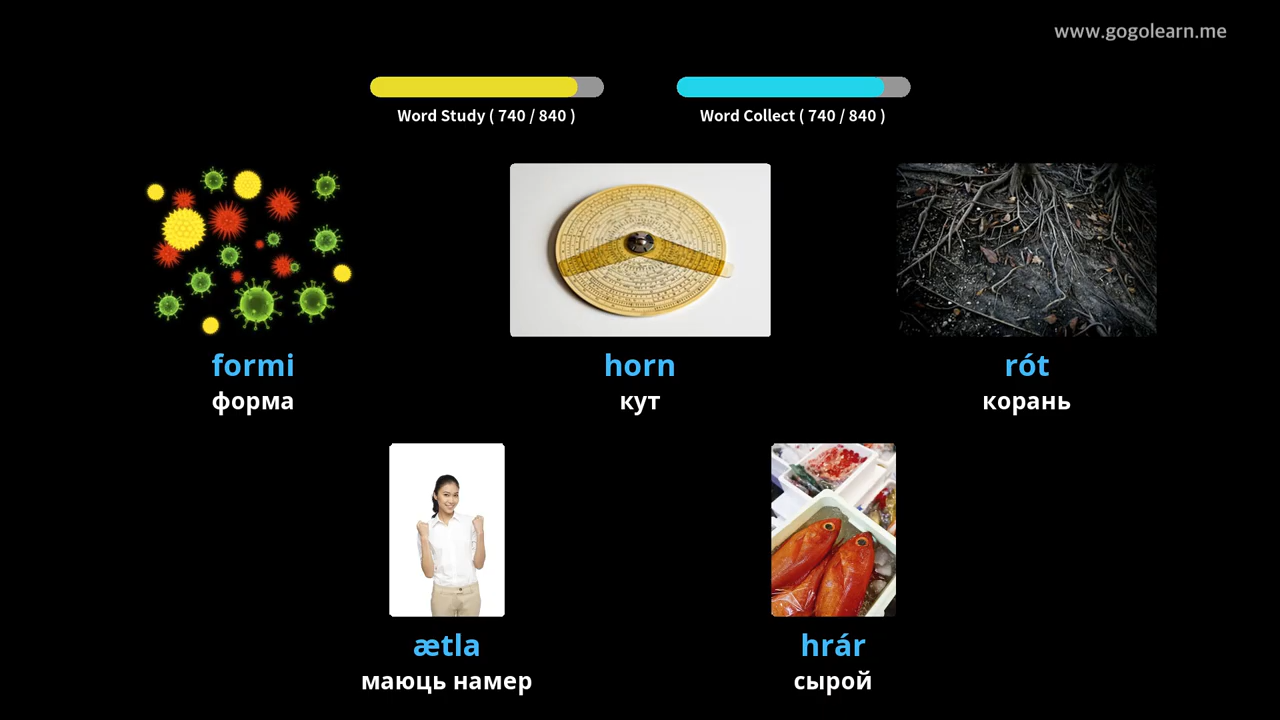 www.gogolearn.me
Word Study ( 740 / 840 )
Word Collect ( 740 / 840 )
formi
форма
horn
кут
rót
корань
ætla
маюць намер
hrár
сырой